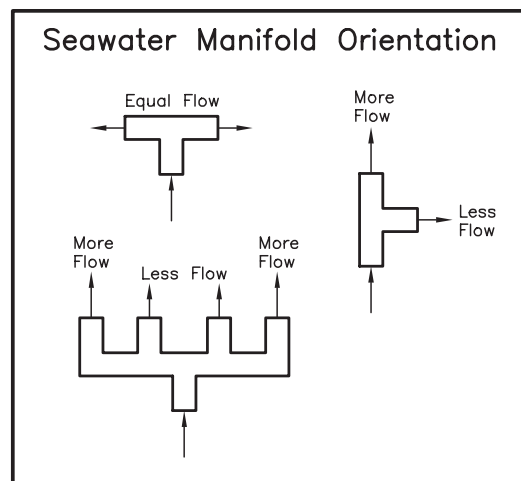 Seawater Manifold Orientation
Equal Flow
More
Flow
Less
Flow
More
Flow
Less Flow
More
Flow